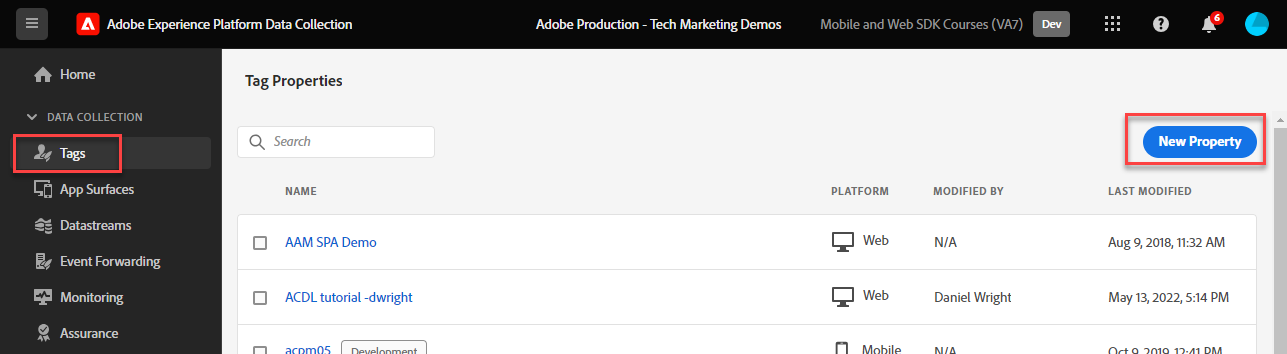 Adobe Experience Platform Data Collection Adobe Production - Tech Marketing Demos Mobile and Web SDK Courses (VA7) Dev 6
Home
DATA COLLECTION
Tags
App Surfaces
Datastreams
Event Forwarding
Monitoring
Assurance
Tag Properties
Search
New Property
NAME PLATFORM MODIFIED BY LAST MODIFIED
AAM SPA Demo Web N/A Aug 9, 2018, 11:32 AM
ACDL tutorial -dwright Web Daniel Wright May 13, 2022, 5:14 PM
acpm05 Development Mobile N/A Oct 9, 2019, 12:41 PM